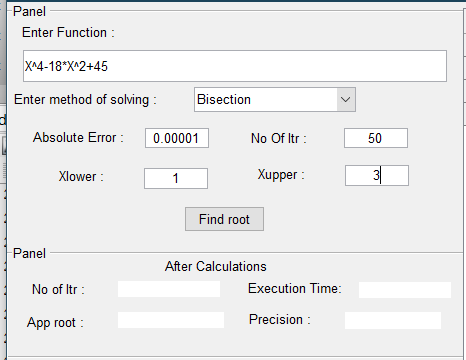 Panel
Enter Function :
X^4-18*X^2+45
Enter method of solving : Bisection
Absolute Error : 0.00001 No Of Itr : 50
Xlower : 1 Xupper : 3
Find root
Panel
After Calculations
No of Itr : Execution Time:
App root : Precision :